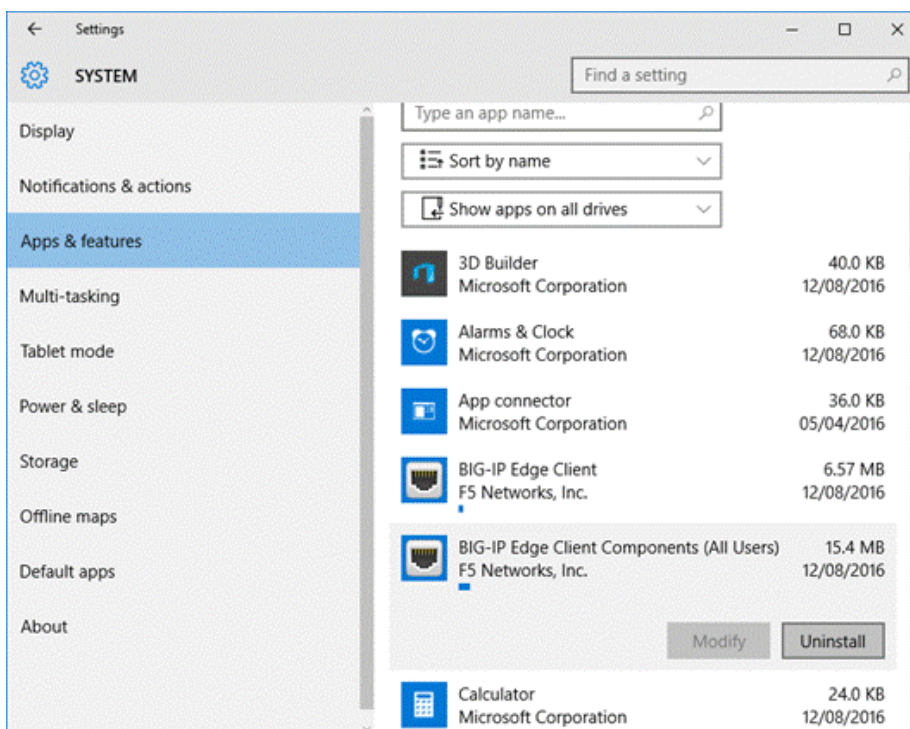 Settings
SYSTEM
Find a setting
Display
Notifications & actions
Apps & features
Multi-tasking
Tablet mode
Power & sleep
Storage
Offline maps
Default apps
About
Type an app name...
Sort by name
Show apps on all drives
3D Builder 40.0 KB
Microsoft Corporation 12/08/2016
Alarms & Clock 68.0 KB
Microsoft Corporation 12/08/2016
App connector 36.0 KB
Microsoft Corporation 05/04/2016
BIG-IP Edge Client 6.57 MB
F5 Networks, Inc. 12/08/2016
BIG-IP Edge Client Components (All Users) 15.4 MB
F5 Networks, Inc. 12/08/2016
Modify Uninstall
Calculator 24.0 KB
Microsoft Corporation 12/08/2016